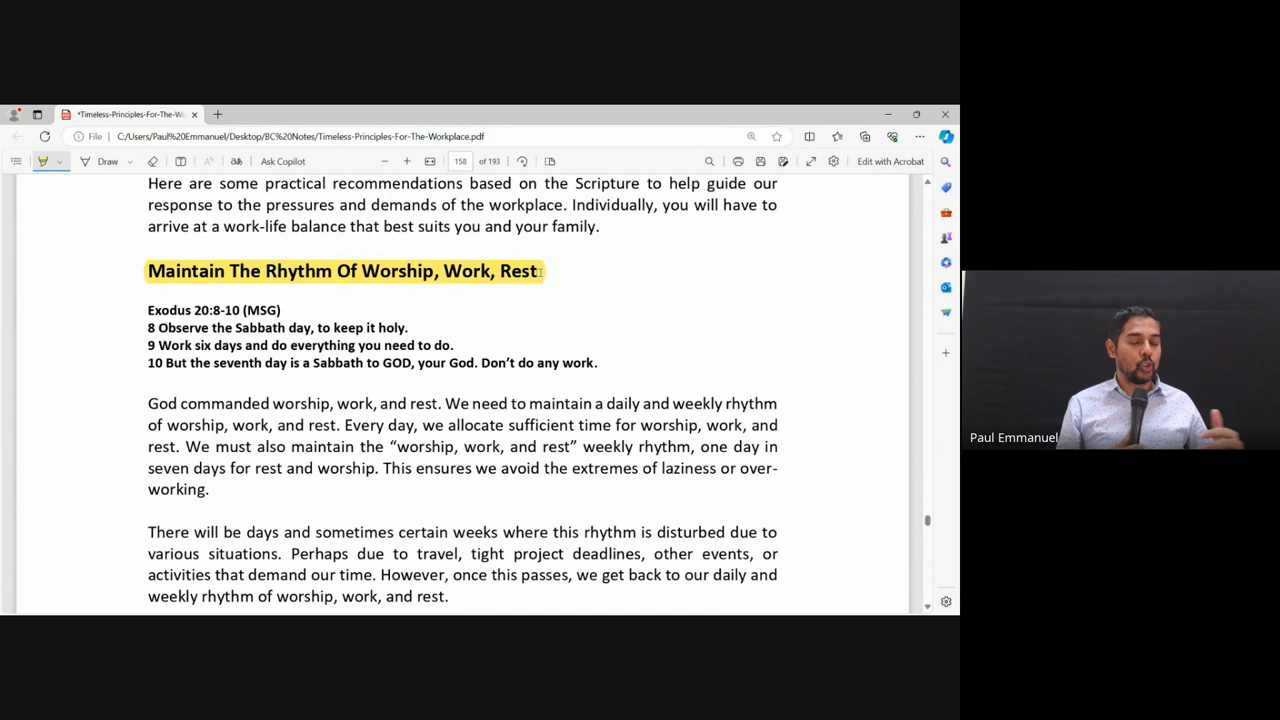 *Timeless-Principles-For-The-Wo
File
C:/Users/Paul%20Emmanuel/Desktop/BC%20Notes/Timeless-Principles-For-The-Workplace.pdf
Draw
Ask Copilot
158 of 193
Edit with Acrobat
Here are some practical recommendations based on the Scripture to help guide our
response to the pressures and demands of the workplace. Individually, you will have to
arrive at a work-life balance that best suits you and your family.
Maintain The Rhythm Of Worship, Work, Rest
Exodus 20:8-10 (MSG)
8 Observe the Sabbath day, to keep it holy.
9 Work six days and do everything you need to do.
10 But the seventh day is a Sabbath to GOD, your God. Don’t do any work.
God commanded worship, work, and rest. We need to maintain a daily and weekly rhythm
of worship, work, and rest. Every day, we allocate sufficient time for worship, work, and
rest. We must also maintain the “worship, work, and rest” weekly rhythm, one day in
seven days for rest and worship. This ensures we avoid the extremes of laziness or over-
working.
There will be days and sometimes certain weeks where this rhythm is disturbed due to
various situations. Perhaps due to travel, tight project deadlines, other events, or
activities that demand our time. However, once this passes, we get back to our daily and
weekly rhythm of worship, work, and rest.
Paul Emmanuel